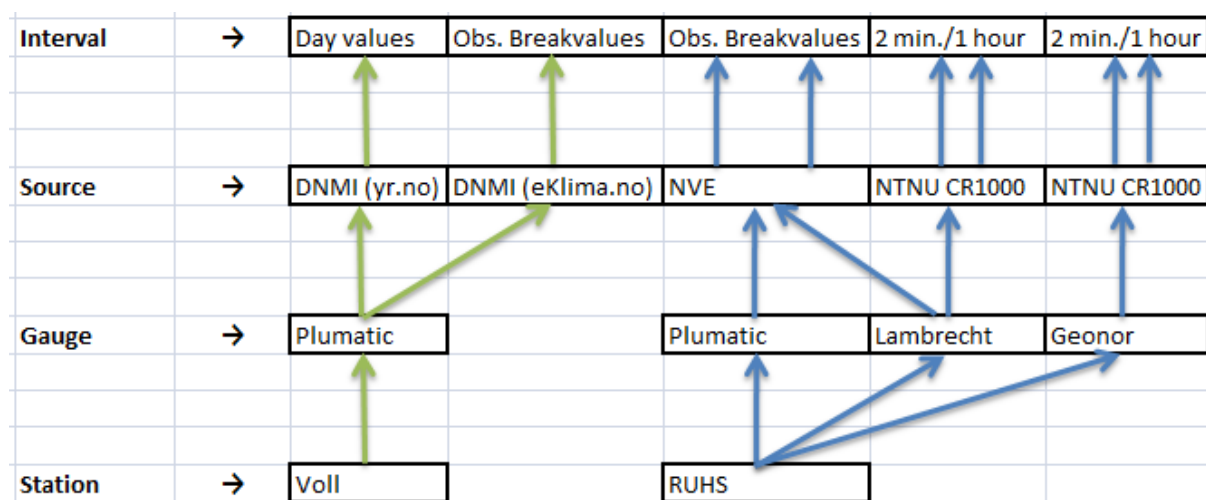 Interval → Day values Obs. Breakvalues Obs. Breakvalues 2 min./1 hour 2 min./1 hour
Source → DNMI (yr.no) DNMI (eKlima.no) NVE NTNU CR1000 NTNU CR1000
Gauge → Plumatic Plumatic Lambrecht Geonor
Station → Voll RUHS